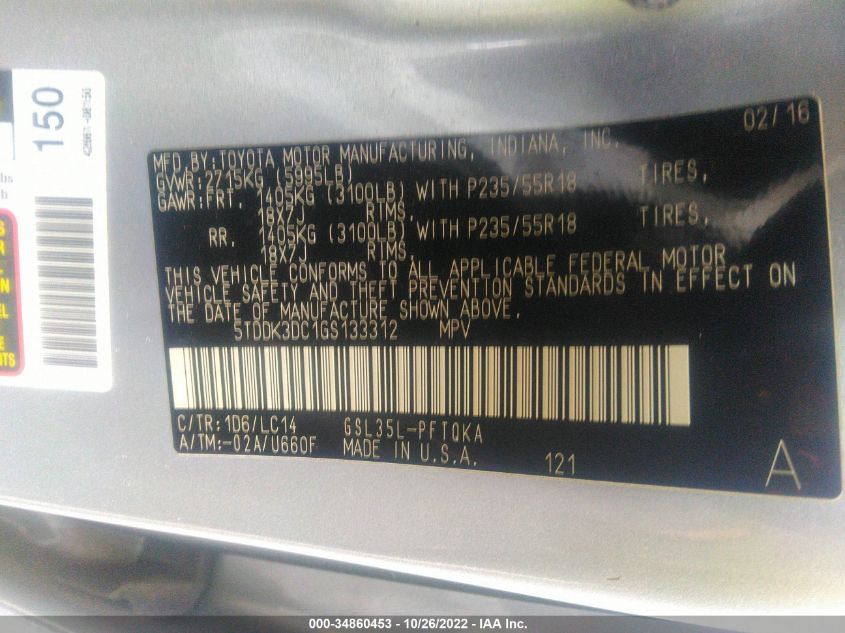 150
MFD. BY: TOYOTA MOTOR MANUFACTURING, INDIANA, INC. 02/16
GVWR: 2715KG (5995LB)
GAWR: FRT, 1405KG (3100LB) WITH P235/55R18 TIRES,
18X7J RIMS,
RR, 1405KG (3100LB) WITH P235/55R18 TIRES,
18X7J RIMS,
THIS VEHICLE CONFORMS TO ALL APPLICABLE FEDERAL MOTOR
VEHICLE SAFETY AND THEFT PREVENTION STANDARDS IN EFFECT ON
THE DATE OF MANUFACTURE SHOWN ABOVE.
5TDDK3DC1GS133312 MPV
C/TR: 1D6/LC14 GSL35L-PFTQKA
A/TM:-02A/U660F MADE IN U.S.A. 121 A
000-34860453 - 10/26/2022 - IAA Inc.